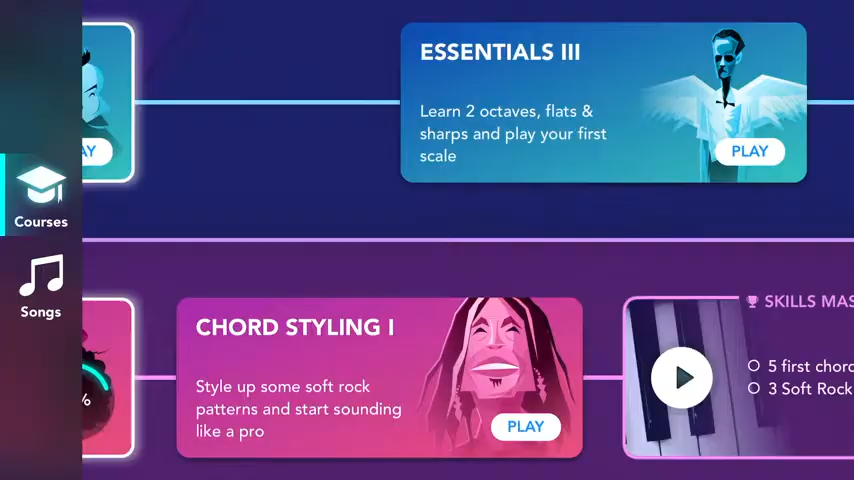 ESSENTIALS III
Learn 2 octaves, flats &
sharps and play your first
scale
PLAY
AY
Courses
Songs
CHORD STYLING I
Style up some soft rock
patterns and start sounding
like a pro
PLAY
%
SKILLS MAS
5 first chord
3 Soft Rock